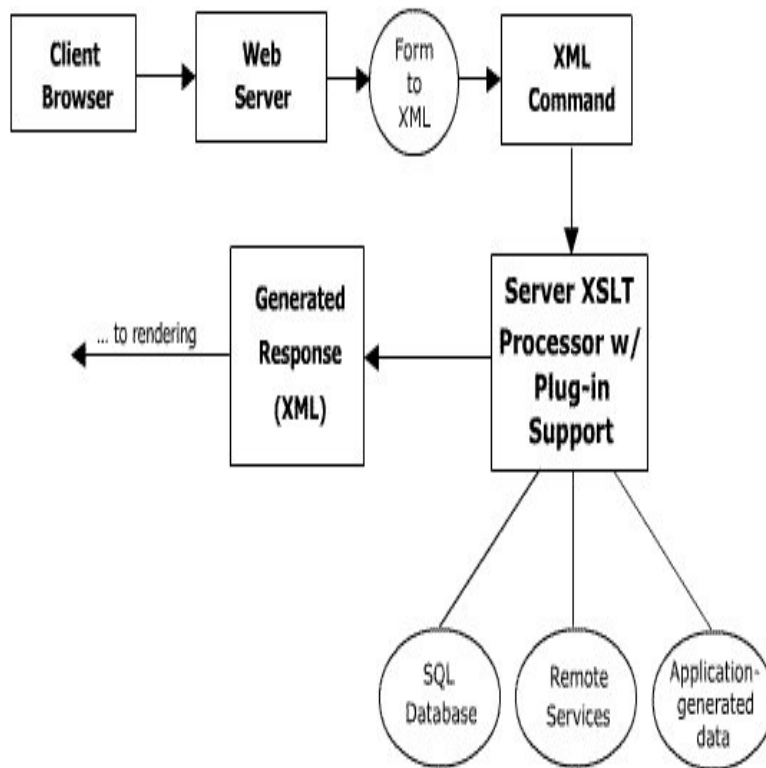 Client
Browser
Web
Server
Form
to
XML
XML
Command
Server XSLT
Processor w/
Plug-in
Support
Generated
Response
(XML)
... to rendering
SQL
Database
Remote
Services
Application-
generated
data